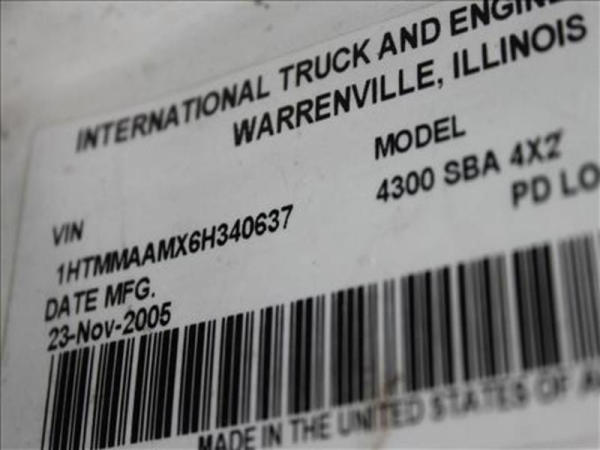 INTERNATIONAL TRUCK AND
WARRENVILLE, ILLINOIS
VIN
1HTMMAAMX6H340637
MODEL
4300 SBA 4X2
PD
DATE MFG.
23-Nov-2005
MADE IN THE UNITED STATES OF